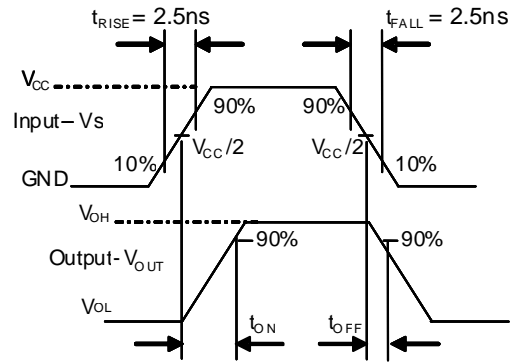 tRISE = 2.5ns
tFALL = 2.5ns
VCC
90%
90%
Input– Vs
VCC/2
VCC/2
10%
10%
GND
VOH
90%
90%
Output- VOUT
VOL
tON
tOFF